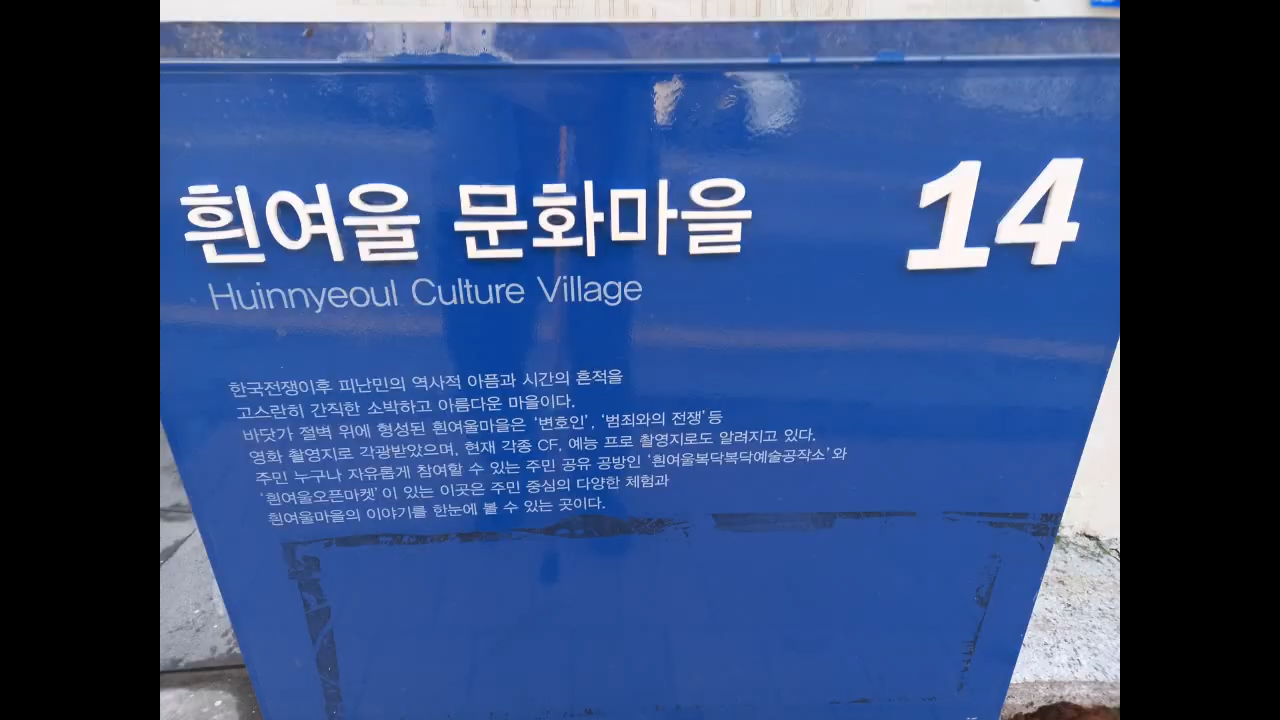 흰여울 문화마을
14
Huinnyeoul Culture Village
한국전쟁이후 피난민의 역사적 아픔과 시간의 흔적을
고스란히 간직한 소박하고 아름다운 마을이다.
바닷가 절벽 위에 형성된 흰여울마을은 '변호인', '범죄와의 전쟁' 등
영화 촬영지로 각광받았으며, 현재 각종 CF, 예능 프로 촬영지로도 알려지고 있다.
주민 누구나 자유롭게 참여할 수 있는 주민 공유 공방인 '흰여울복닥복닥예술공작소'와
'흰여울오픈마켓'이 있는 이곳은 주민 중심의 다양한 체험과
흰여울마을의 이야기를 한눈에 볼 수 있는 곳이다.